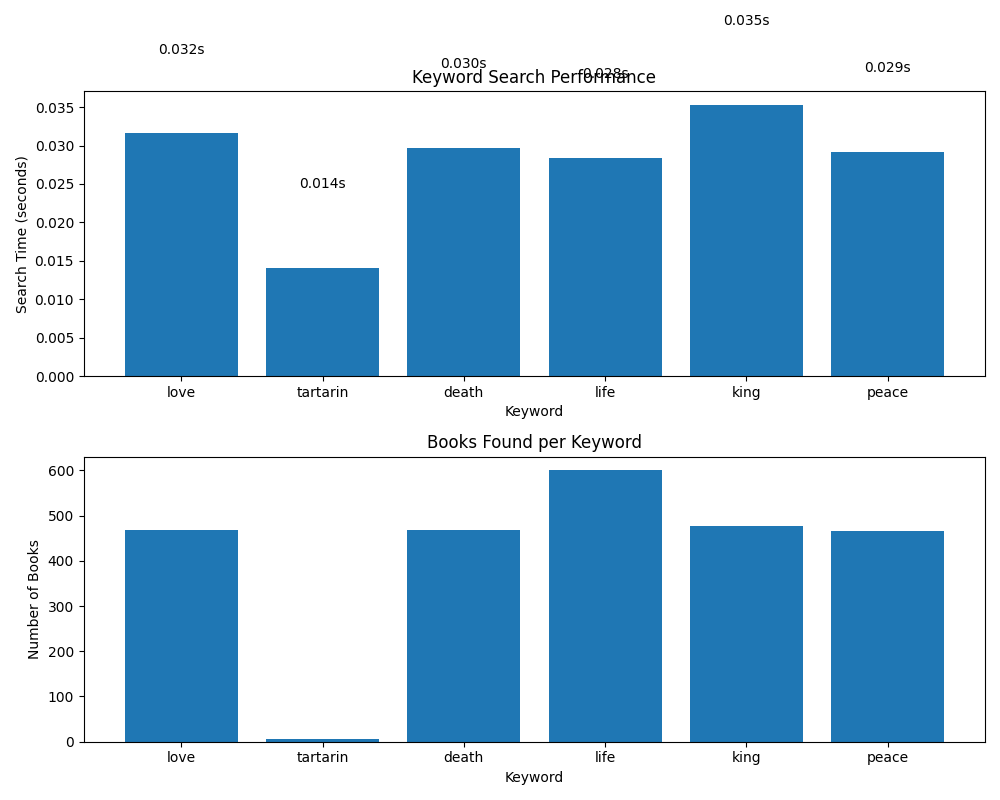 0.035s
0.032s
0.030s
0.029s
0.028s
Keyword Search Performance
0.014s
Search Time (seconds)
0.035
0.030
0.025
0.020
0.015
0.010
0.005
0.000
love tartarin death life king peace
Keyword
Books Found per Keyword
Number of Books
600
500
400
300
200
100
0
love tartarin death life king peace
Keyword